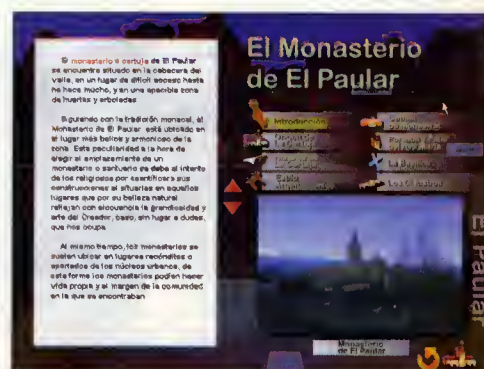 El monasterio o cartuja de El Paular
se encuentra situado en la cabecera del
valle, en un lugar de difícil acceso hasta
no hace mucho, y en una apacible zona
de huertas y arboledas
Siguiendo con la tradición monacal, el
Monasterio de El Paular está ubicado en
el lugar más bello y armonioso de la
zona. Esta peculiaridad a la hora de
elegir el emplazamiento de un
monasterio o santuario se debe al intento
de los religiosos por
construcciones al situarlas en aquellos
lugares que por su belleza natural
reflejan con elocuencia la grandiosidad y
arte del Creador, caso, sin lugar a dudas,
que nos ocupa.
Al mismo tiempo, los monasterios se
suelen ubicar en lugares recónditos o
apartados de los núcleos urbanos, de
esta forma los monasterios podían hacer
vida propia y al margen de la comunidad
en la que se encontraban
El Monasterio
de El Paular
Introducción
La Cartuja
Los
El Paular
Monasterio
de El Paular